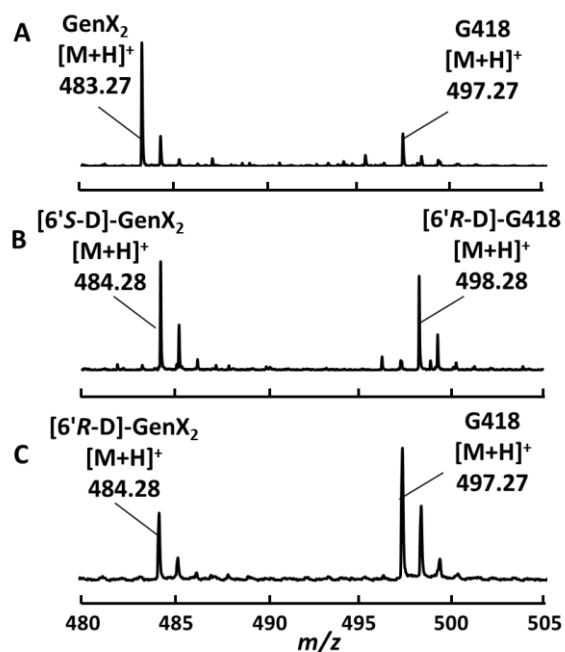 A
GenX₂
[M+H]⁺
483.27
G418
[M+H]⁺
497.27
B
[6'S-D]-GenX₂
[M+H]⁺
484.28
[6'R-D]-G418
[M+H]⁺
498.28
C
[6'R-D]-GenX₂
[M+H]⁺
484.28
G418
[M+H]⁺
497.27
480 485 490 495 500 505
m/z